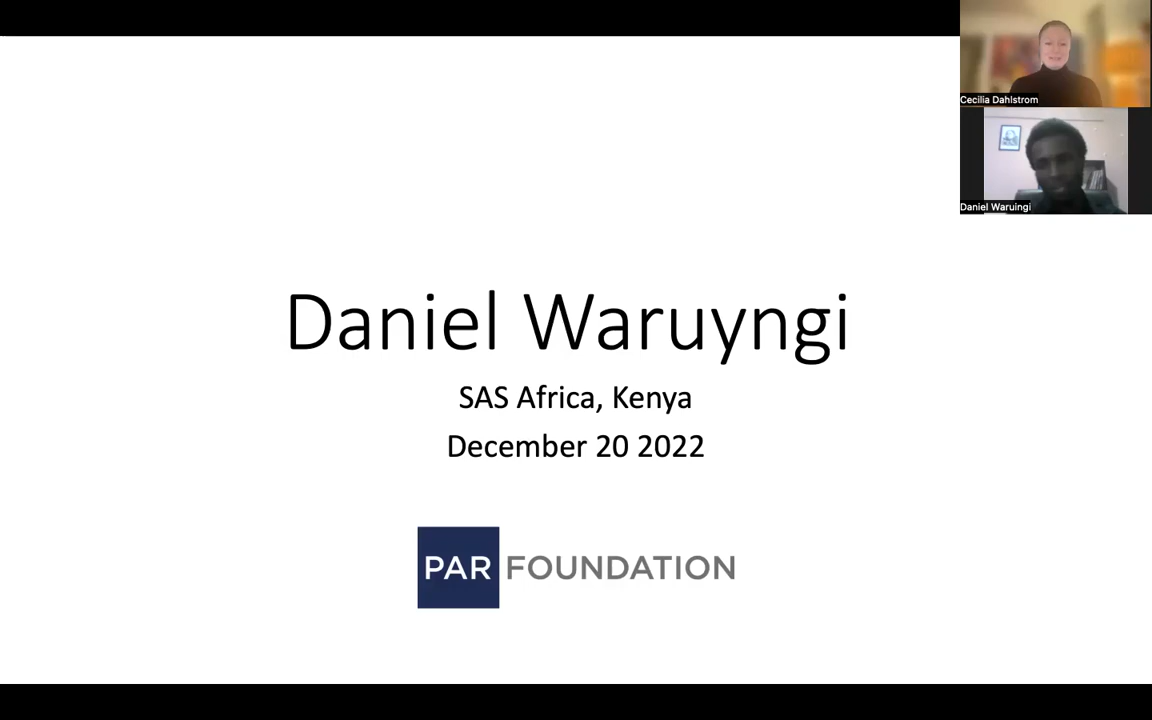 Cecilia Dahlstrom
Daniel Waruingi
Daniel Waruyngi
SAS Africa, Kenya
December 20 2022
PAR FOUNDATION